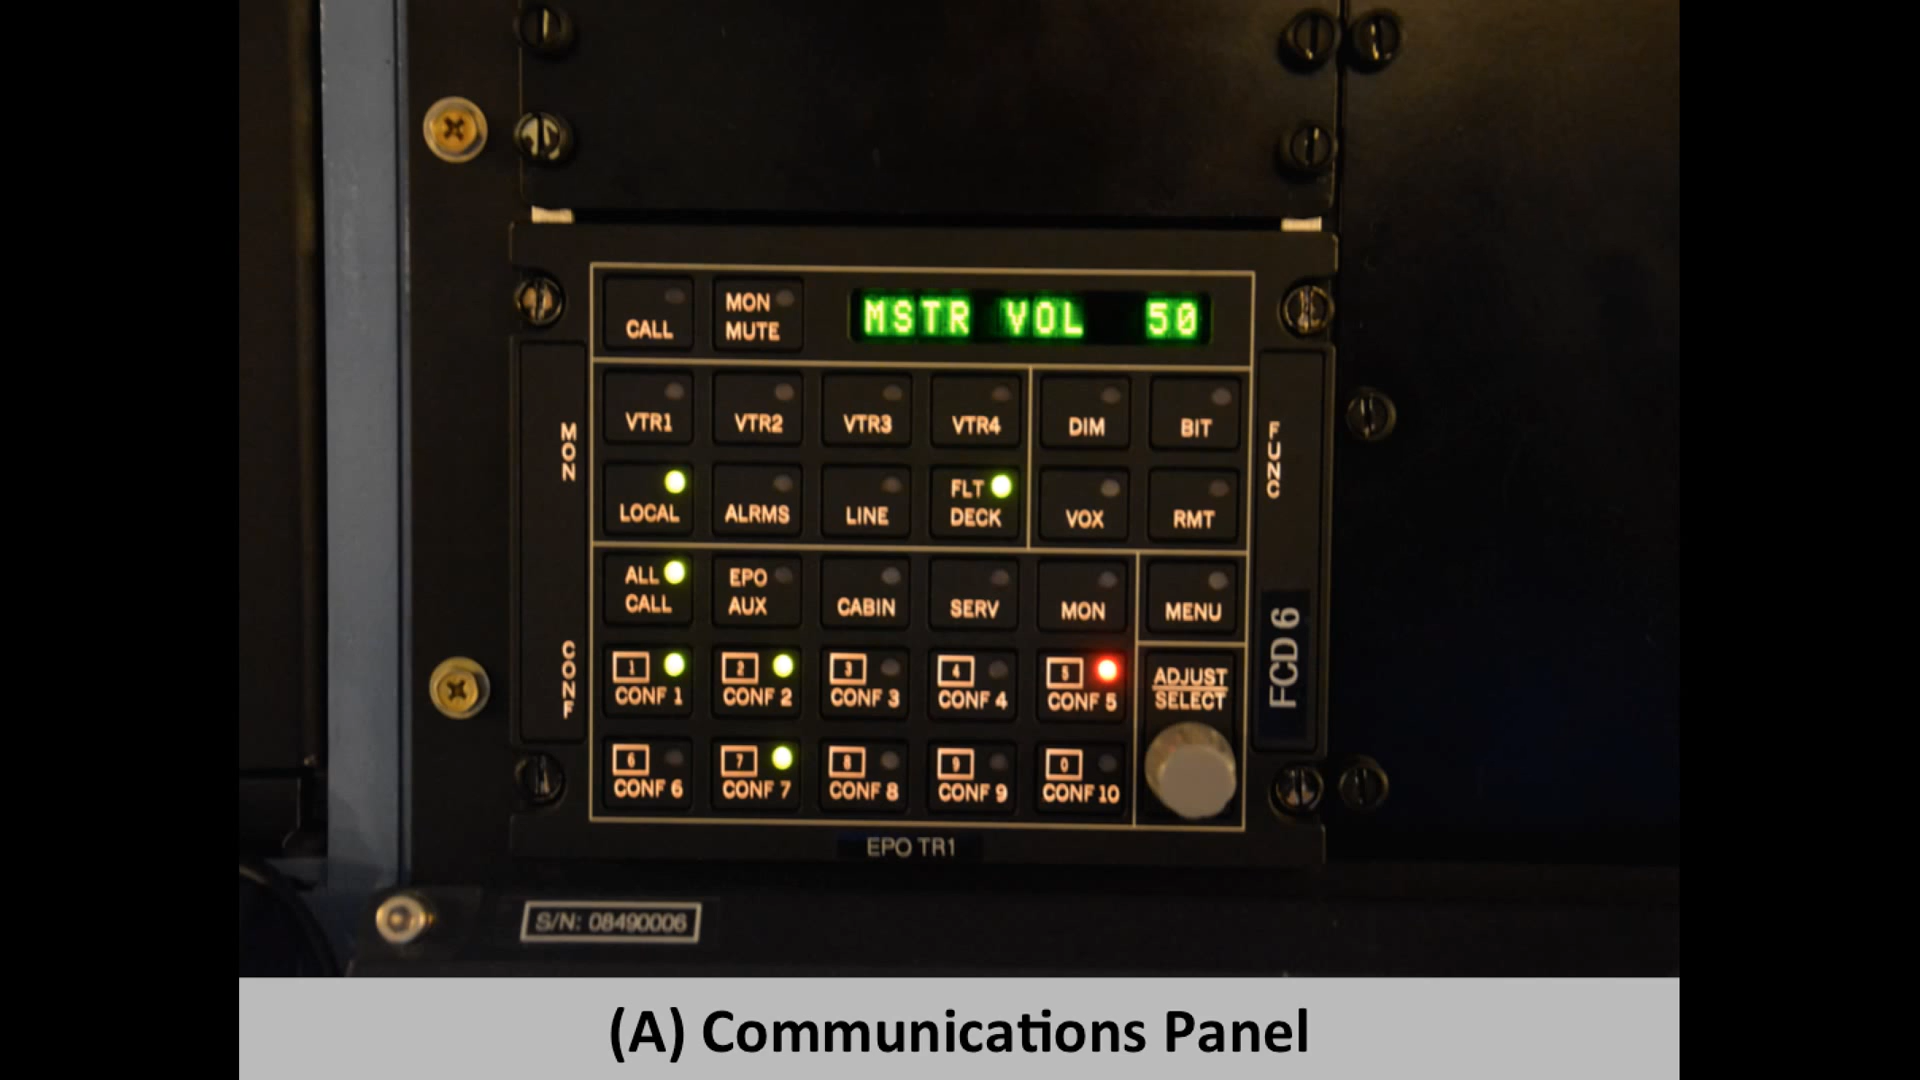 CALL
MON MUTE
MSTR VOL 50
VTR1
VTR2
VTR3
VTR4
DIM
BIT
MON
FUNC
LOCAL
ALRMS
LINE
FLT DECK
VOX
RMT
ALL CALL
EPO AUX
CABIN
SERV
MON
MENU
CONF
1 CONF 1
2 CONF 2
3 CONF 3
4 CONF 4
5 CONF 5
ADJUST
SELECT
FCD 6
6 CONF 6
7 CONF 7
8 CONF 8
9 CONF 9
0 CONF 10
EPO TR1
S/N: 08490006
(A) Communications Panel